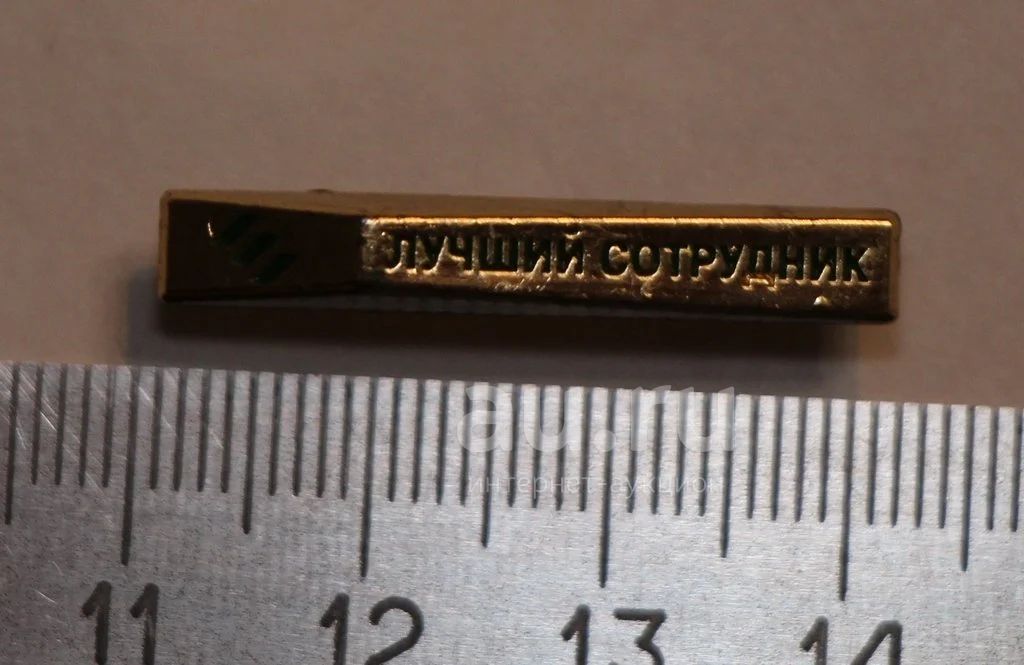 ЛУЧШИЙ СОТРУДНИК
au.ru
интернет-аукцион
11 12 13 14